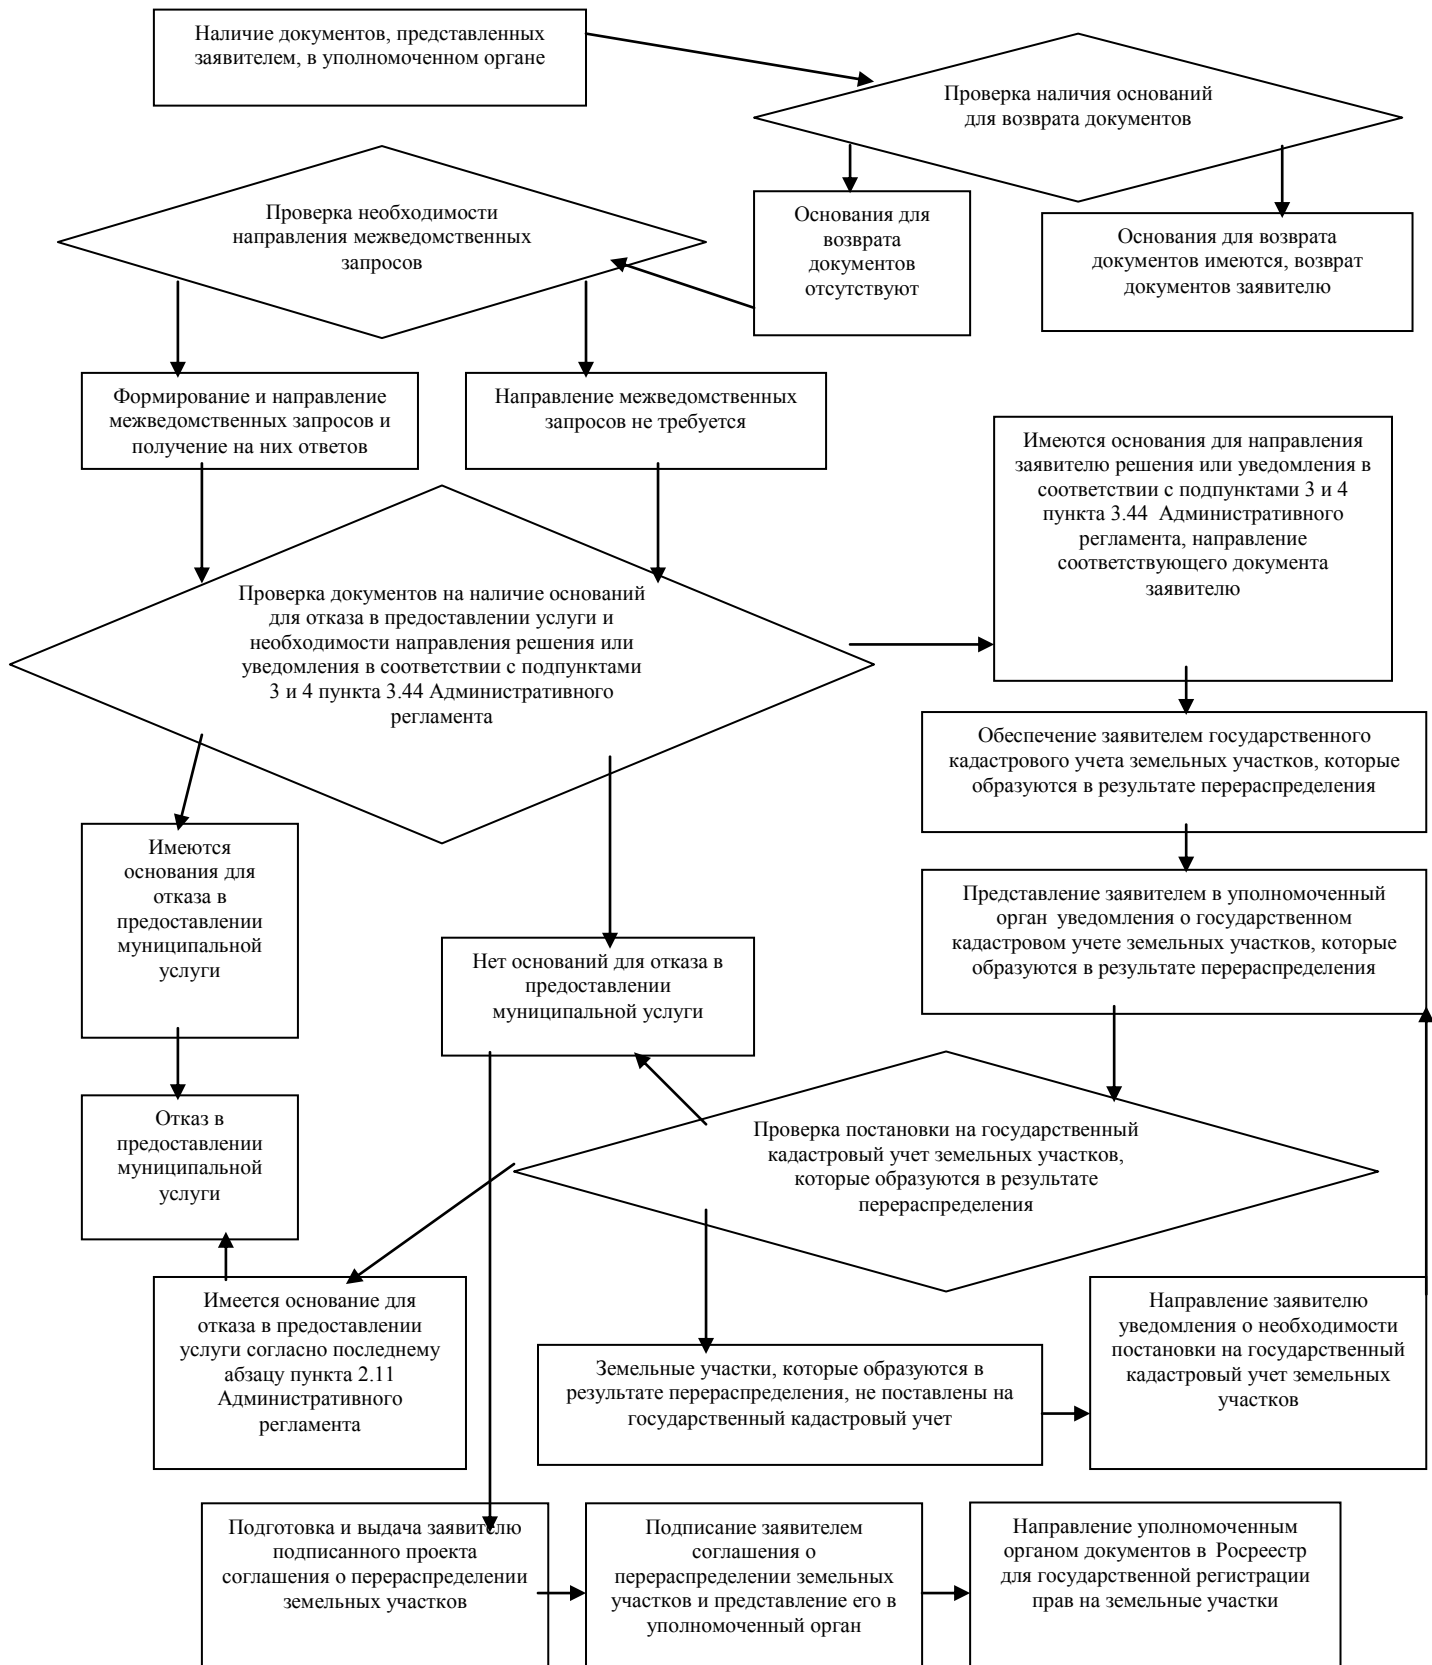 Наличие документов, представленных
заявителем, в уполномоченном органе
Проверка наличия оснований
для возврата документов
Проверка необходимости
направления межведомственных
запросов
Основания для
возврата
документов
отсутствуют
Основания для возврата
документов имеются, возврат
документов заявителю
Формирование и направление
межведомственных запросов и
получение на них ответов
Направление межведомственных
запросов не требуется
Имеются основания для направления
заявителю решения или уведомления в
соответствии с подпунктами 3 и 4
пункта 3.44 Административного
регламента, направление
соответствующего документа
заявителю
Проверка документов на наличие оснований
для отказа в предоставлении услуги и
необходимости направления решения или
уведомления в соответствии с подпунктами
3 и 4 пункта 3.44 Административного
регламента
Обеспечение заявителем государственного
кадастрового учета земельных участков, которые
образуются в результате перераспределения
Имеются
основания для
отказа в
предоставлении
муниципальной
услуги
Представление заявителем в уполномоченный
орган уведомления о государственном
кадастровом учете земельных участков, которые
образуются в результате перераспределения
Нет оснований для отказа в
предоставлении
муниципальной услуги
Отказ в
предоставлении
муниципальной
услуги
Проверка постановки на государственный
кадастровый учет земельных участков,
которые образуются в результате
перераспределения
Имеется основание для
отказа в предоставлении
услуги согласно последнему
абзацу пункта 2.11
Административного
регламента
Земельные участки, которые образуются в
результате перераспределения, не поставлены на
государственный кадастровый учет
Направление заявителю
уведомления о необходимости
постановки на государственный
кадастровый учет земельных
участков
Подготовка и выдача заявителю
подписанного проекта
соглашения о перераспределении
земельных участков
Подписание заявителем
соглашения о
перераспределении земельных
участков и представление его в
уполномоченный орган
Направление уполномоченным
органом документов в Росреестр
для государственной регистрации
прав на земельные участки